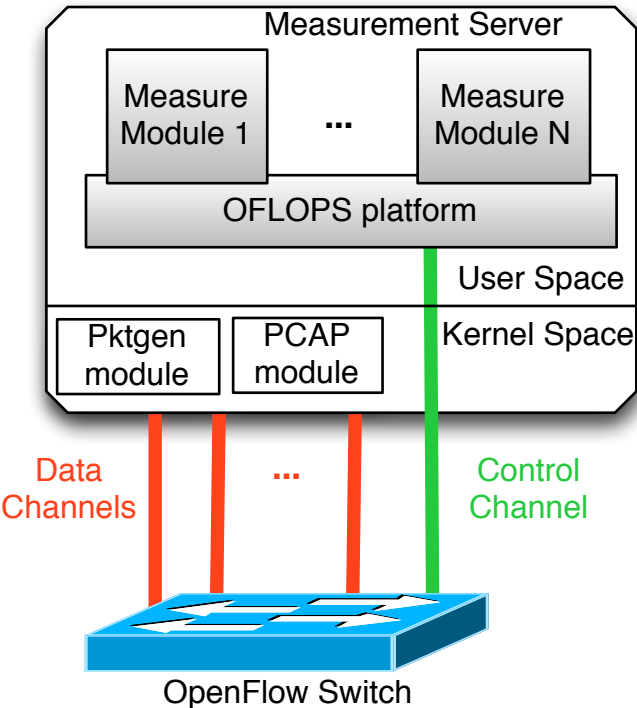 Measurement Server
Measure
Module 1
...
Measure
Module N
OFLOPS platform
User Space
Pktgen
module
PCAP
module
Kernel Space
Data
Channels
...
Control
Channel
OpenFlow Switch